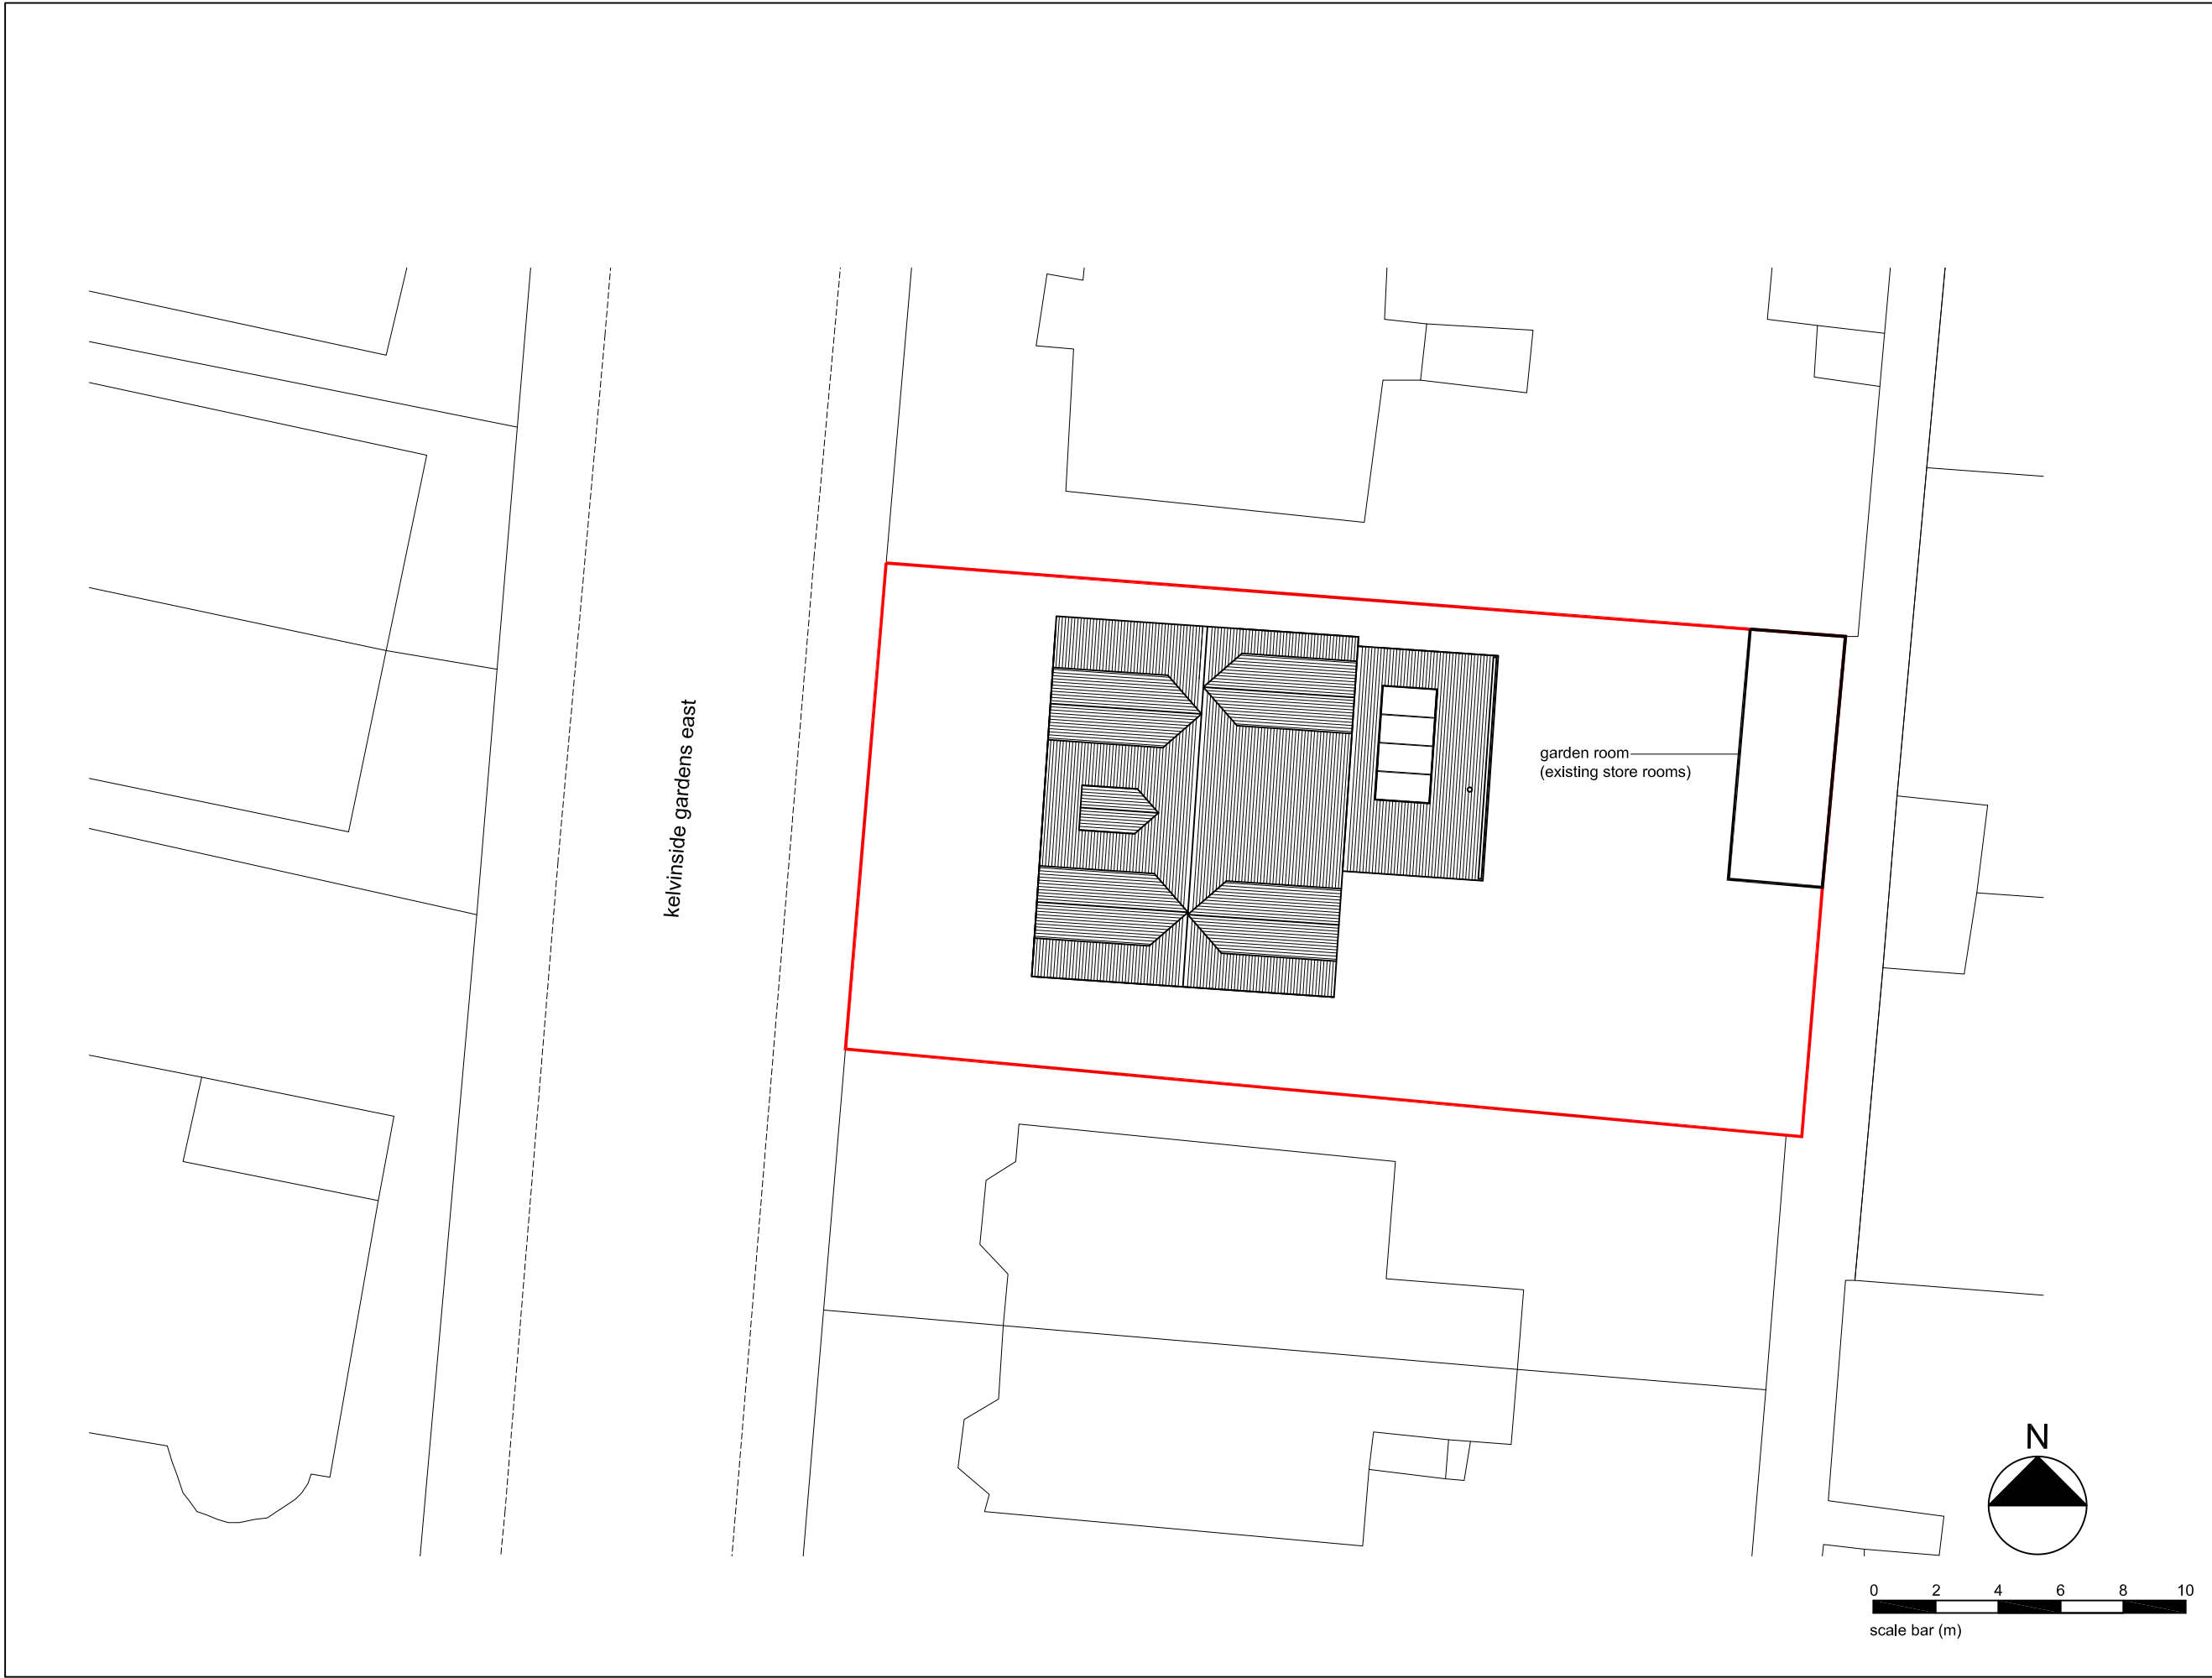 kelvinside gardens east
garden room
(existing store rooms)
N
0 2 4 6 8 10
scale bar (m)